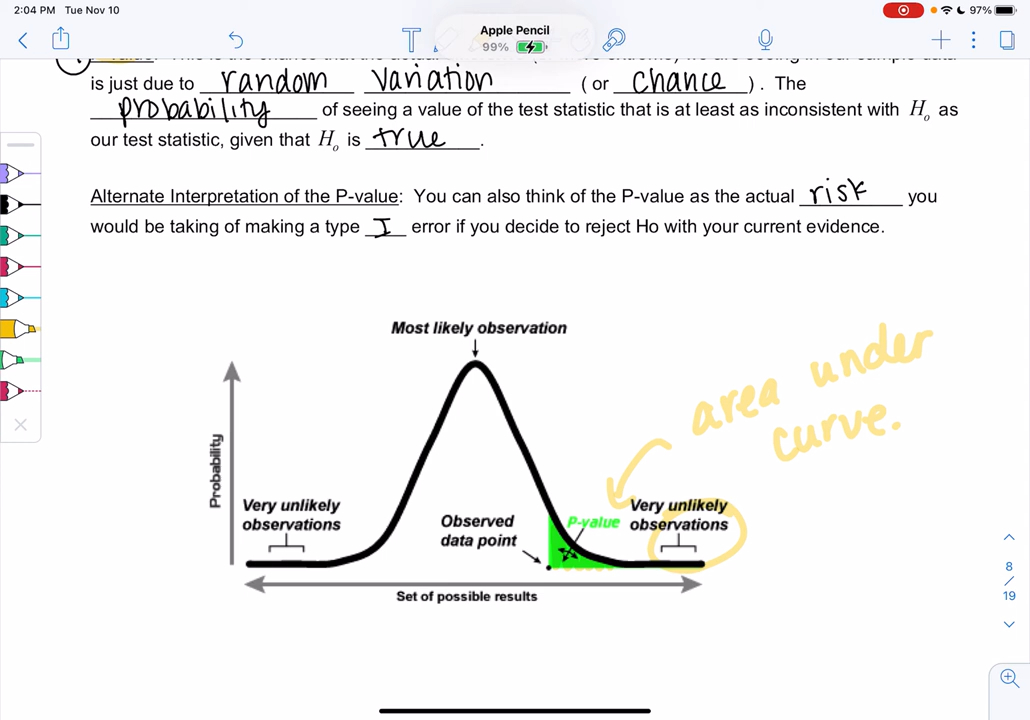 2:04 PM Tue Nov 10
97%
Apple Pencil
99%
is just due to random variation (or chance). The
probability of seeing a value of the test statistic that is at least as inconsistent with Ho as
our test statistic, given that Ho is true.
Alternate Interpretation of the P-value: You can also think of the P-value as the actual risk you
would be taking of making a type I error if you decide to reject Ho with your current evidence.
Most likely observation
area under
curve.
Probability
Very unlikely
observations
Observed
data point
P-value
Very unlikely
observations
Set of possible results
8
/
19